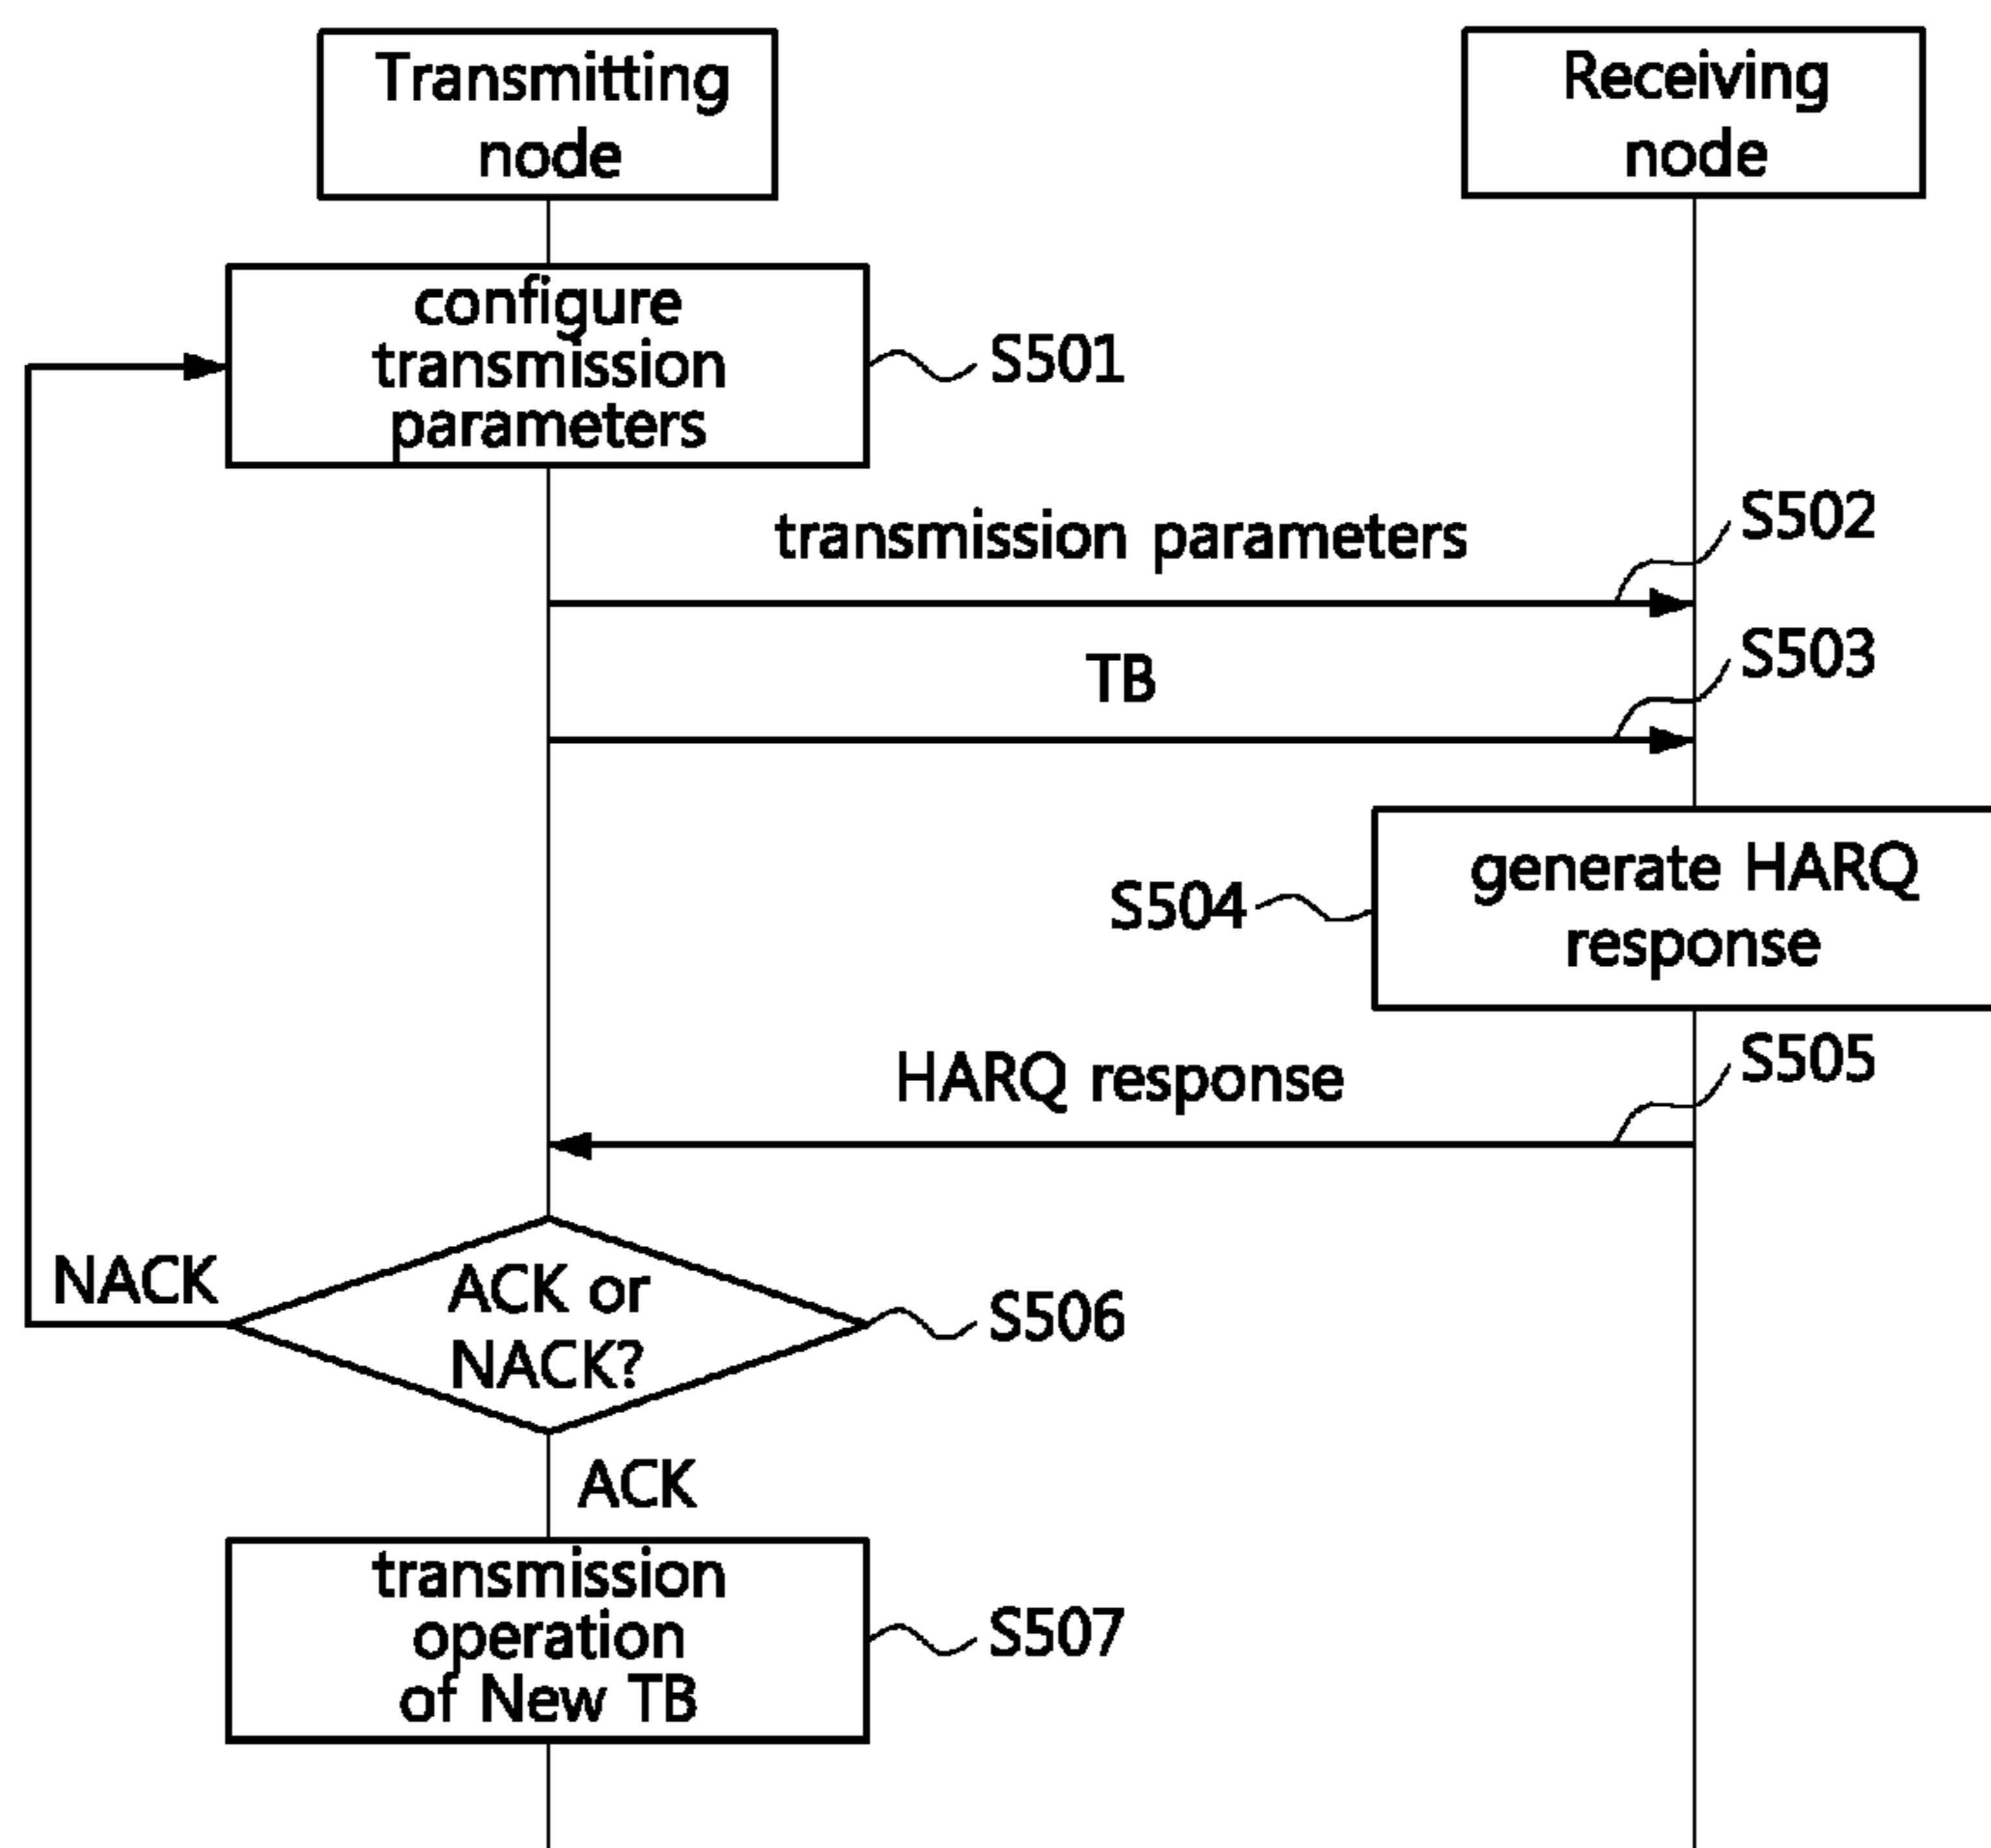 Transmitting
node
Receiving
node
configure
transmission
parameters
S501
transmission parameters
S502
TB
S503
generate HARQ
response
S504
HARQ response
S505
NACK
ACK or
NACK?
S506
ACK
transmission
operation
of New TB
S507